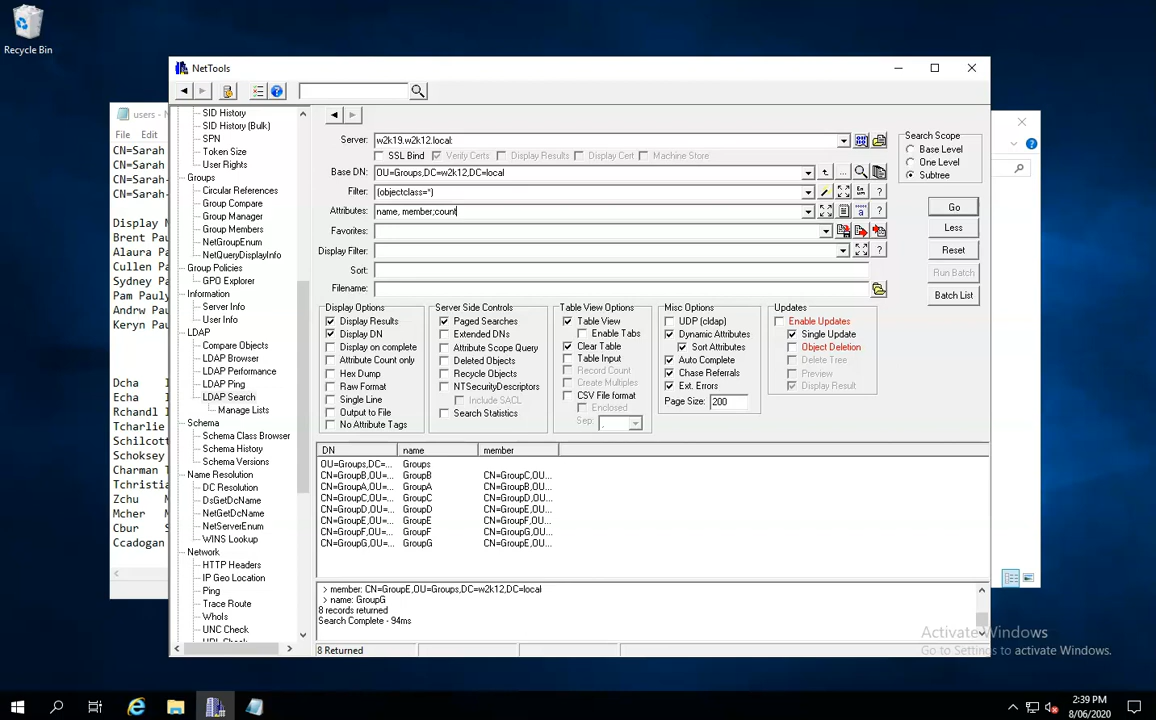 Recycle Bin
NetTools
users - N
File Edit
CN=Sarah
CN=Sarah
CN=Sarah
CN=Sarah-
Display N
Brent Pau
Alaura P
Cullen P
Sydney P
Pam Pauly
Andrw P
Keryn Pa
Dcha I
Echa I
Rchandl I
Tcharlie
Schilcott
Schoksey
Charman T
Tchristia
Zchu M
Mcher
Cbur S
Ccadogan
SID History
SID History (Bulk)
SPN
Token Size
User Rights
Groups
Circular References
Group Compare
Group Manager
Group Members
NetGroupEnum
NetQueryDisplayInfo
Group Policies
GPO Explorer
Information
Server Info
User Info
LDAP
Compare Objects
LDAP Browser
LDAP Performance
LDAP Ping
LDAP Search
Manage Lists
Schema
Schema Class Browser
Schema History
Schema Versions
Name Resolution
DC Resolution
DsGetDcName
NetGetDcName
NetServerEnum
WINS Lookup
Network
HTTP Headers
IP Geo Location
Ping
Trace Route
WhoIs
UNC Check
URL Check
Server: w2k19.w2k12.local:
SSL Bind Verify Certs Display Results Display Cert Machine Store
Base DN: OU=Groups,DC=w2k12,DC=local
Filter: (objectclass=*)
Attributes: name, member;count
Favorites:
Display Filter:
Sort:
Filename:
Search Scope
Base Level
One Level
Subtree
Go
Less
Reset
Run Batch
Batch List
Display Options
Display Results
Display DN
Display on complete
Attribute Count only
Hex Dump
Raw Format
Single Line
Output to File
No Attribute Tags
Server Side Controls
Paged Searches
Extended DNs
Attribute Scope Query
Deleted Objects
Recycle Objects
NTSecurityDescriptors
Include SACL
Search Statistics
Table View Options
Table View
Enable Tabs
Clear Table
Table Input
Record Count
Create Multiples
CSV File format
Enclosed
Sep: ,
Misc Options
UDP (cldap)
Dynamic Attributes
Sort Attributes
Auto Complete
Chase Referrals
Ext. Errors
Page Size: 200
Updates
Enable Updates
Single Update
Object Deletion
Delete Tree
Preview
Display Result
DN name member
OU=Groups,DC=... Groups
CN=GroupB,OU=... GroupB CN=GroupC,OU...
CN=GroupA,OU=... GroupA CN=GroupB,OU...
CN=GroupC,OU=... GroupC CN=GroupD,OU...
CN=GroupD,OU=... GroupD CN=GroupE,OU...
CN=GroupE,OU=... GroupE CN=GroupF,OU...
CN=GroupF,OU=... GroupF CN=GroupG,OU...
CN=GroupG,OU=... GroupG CN=GroupE,OU...
> member: CN=GroupE,OU=Groups,DC=w2k12,DC=local
> name: GroupG
8 records returned
Search Complete - 94ms
8 Returned
Activate Windows
Go to Settings to activate Windows.
2:39 PM
8/06/2020